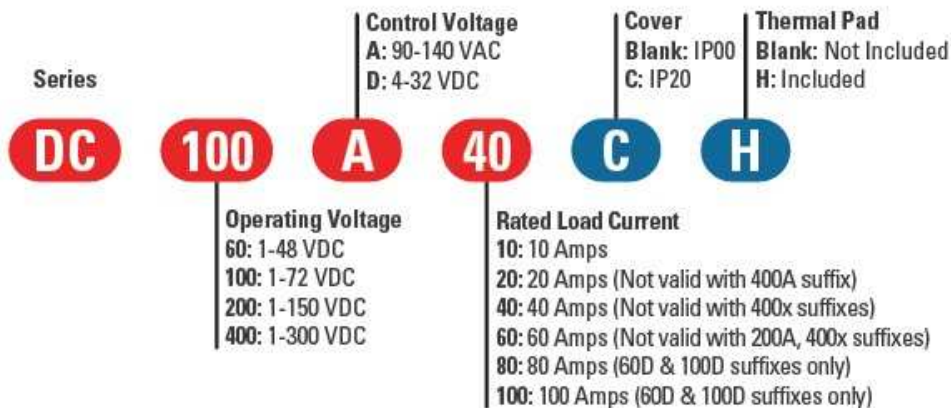 Control Voltage
A: 90-140 VAC
D: 4-32 VDC
Cover
Blank: IP00
C: IP20
Thermal Pad
Blank: Not Included
H: Included
Series
DC 100 A 40 C H
Operating Voltage
60: 1-48 VDC
100: 1-72 VDC
200: 1-150 VDC
400: 1-300 VDC
Rated Load Current
10: 10 Amps
20: 20 Amps (Not valid with 400A suffix)
40: 40 Amps (Not valid with 400x suffixes)
60: 60 Amps (Not valid with 200A, 400x suffixes)
80: 80 Amps (60D & 100D suffixes only)
100: 100 Amps (60D & 100D suffixes only)